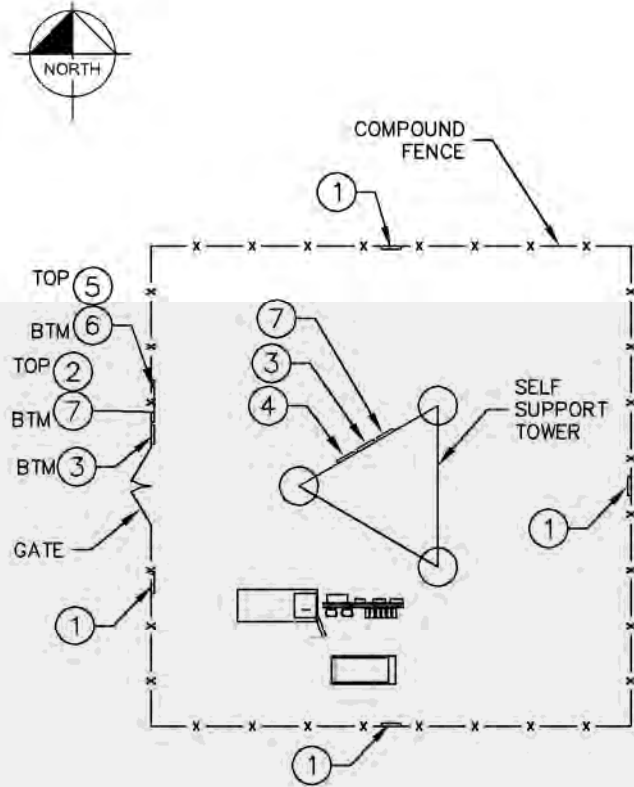 NORTH
COMPOUND
FENCE
1
TOP 5
BTM 6
TOP 2
BTM 7
BTM 3
GATE
1
7
3
4
SELF
SUPPORT
TOWER
1
1